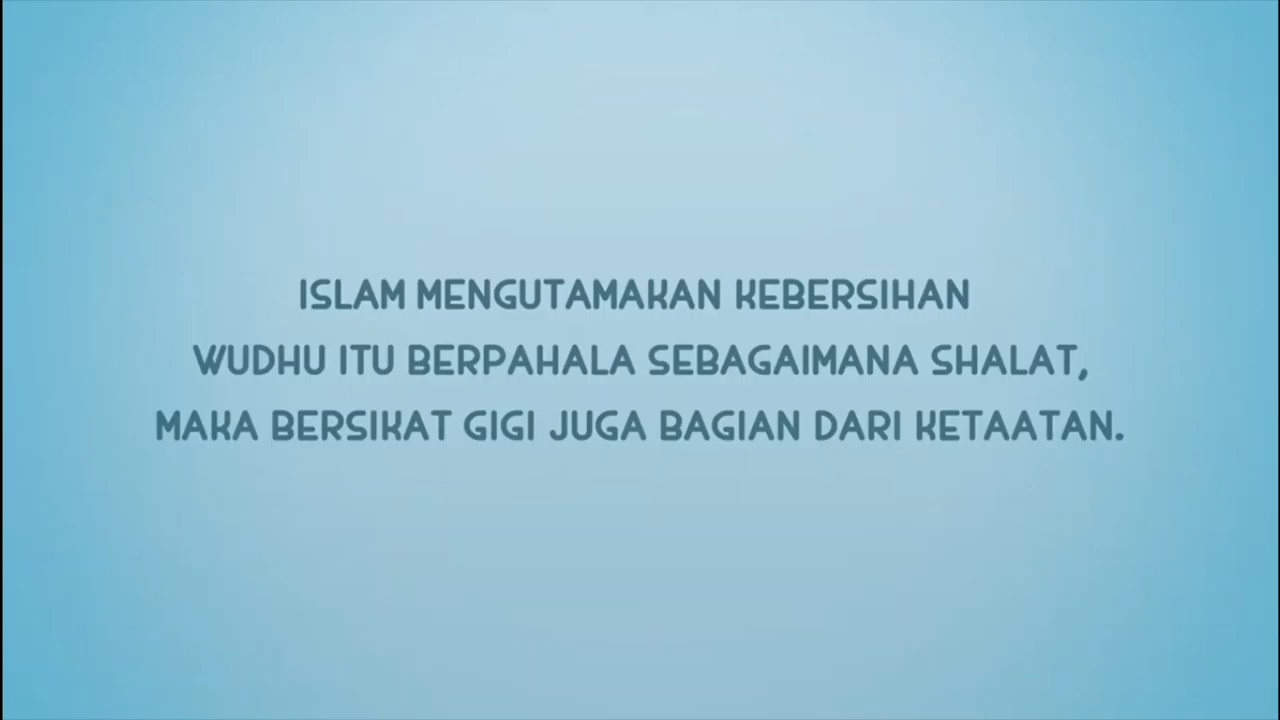 ISLAM MENGUTAMAKAN KEBERSIHAN
WUDHU ITU BERPAHALA SEBAGAIMANA SHALAT,
MAKA BERSIKAT GIGI JUGA BAGIAN DARI KETAATAN.